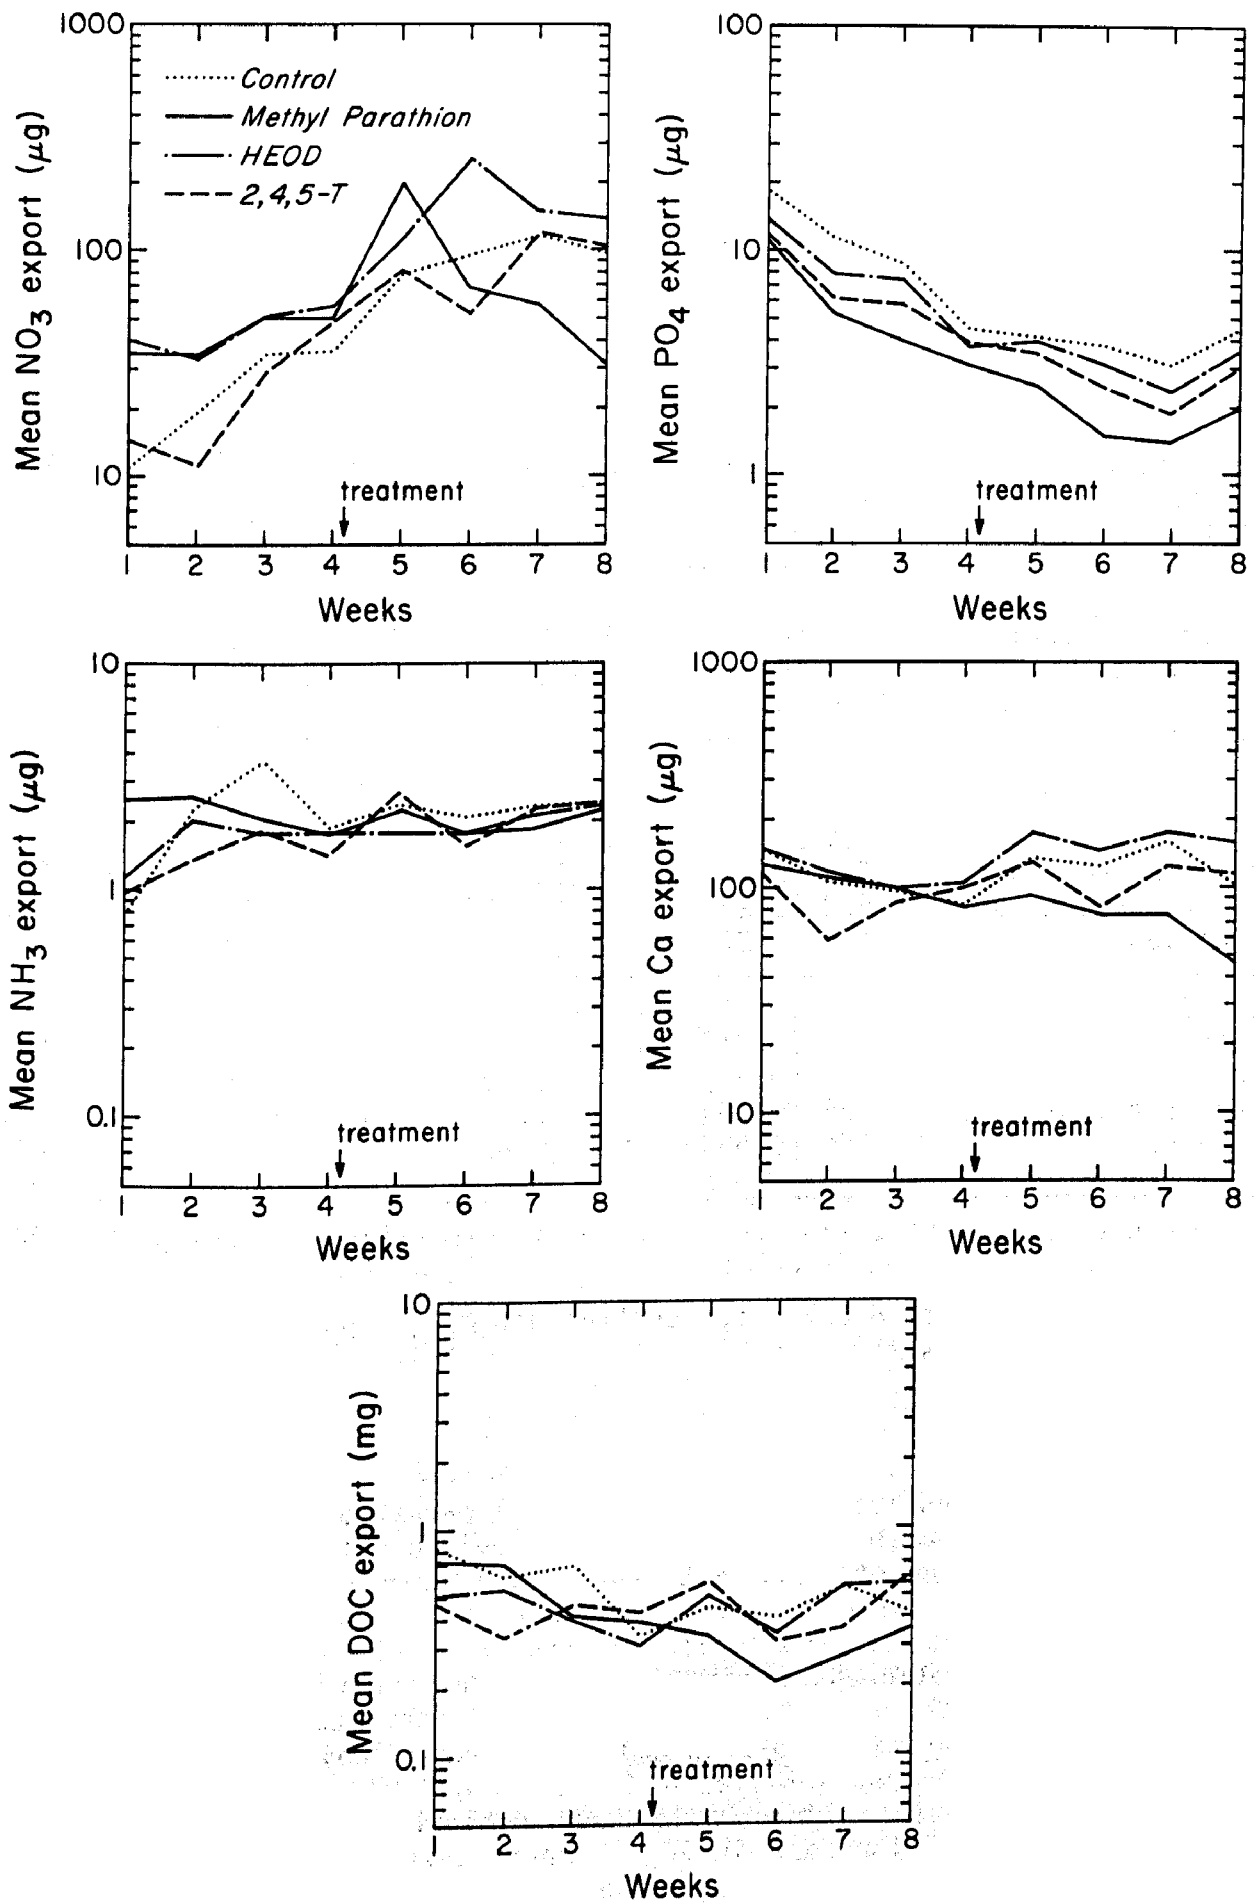 1000
100
10
Mean NO3 export (μg)
Control
Methyl Parathion
HEOD
2,4,5-T
treatment
1 2 3 4 5 6 7 8
Weeks
100
10
1
Mean PO4 export (μg)
treatment
1 2 3 4 5 6 7 8
Weeks
10
1
0.1
Mean NH3 export (μg)
treatment
1 2 3 4 5 6 7 8
Weeks
1000
100
10
Mean Ca export (μg)
treatment
1 2 3 4 5 6 7 8
Weeks
10
1
0.1
Mean DOC export (mg)
treatment
1 2 3 4 5 6 7 8
Weeks